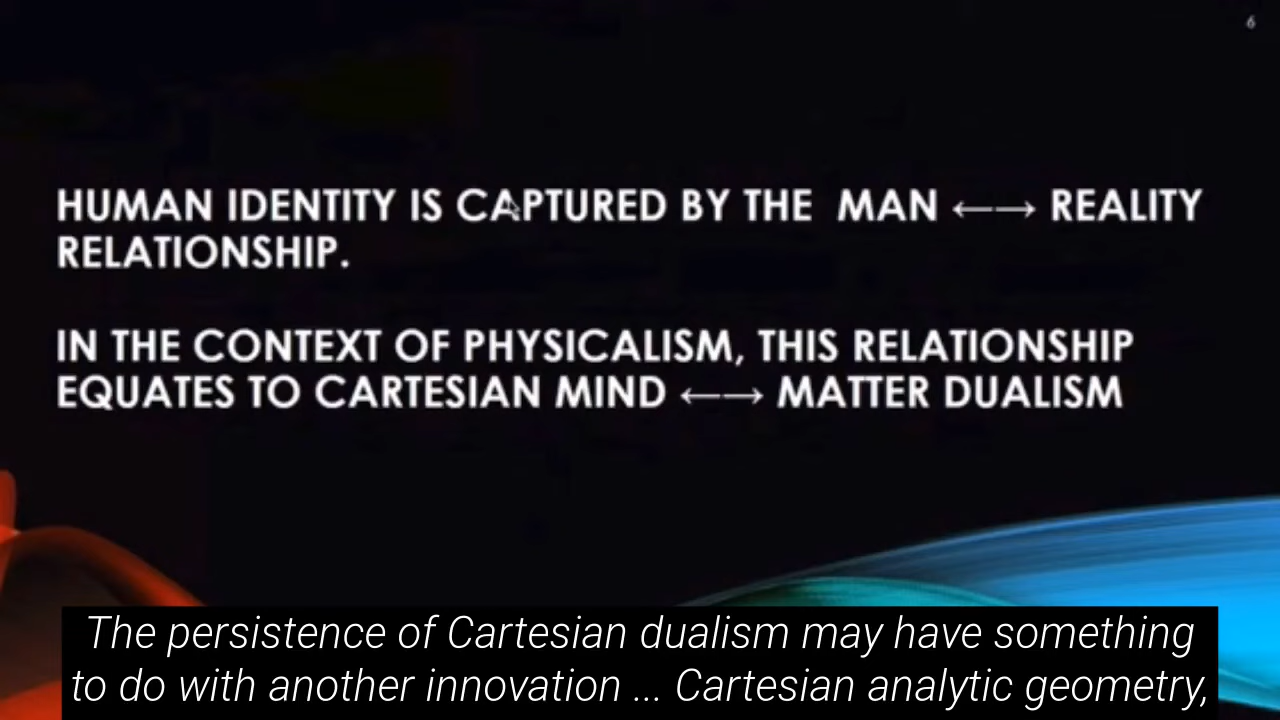 6
HUMAN IDENTITY IS CAPTURED BY THE MAN ←→ REALITY
RELATIONSHIP.
IN THE CONTEXT OF PHYSICALISM, THIS RELATIONSHIP
EQUATES TO CARTESIAN MIND ←→ MATTER DUALISM
The persistence of Cartesian dualism may have something
to do with another innovation ... Cartesian analytic geometry,